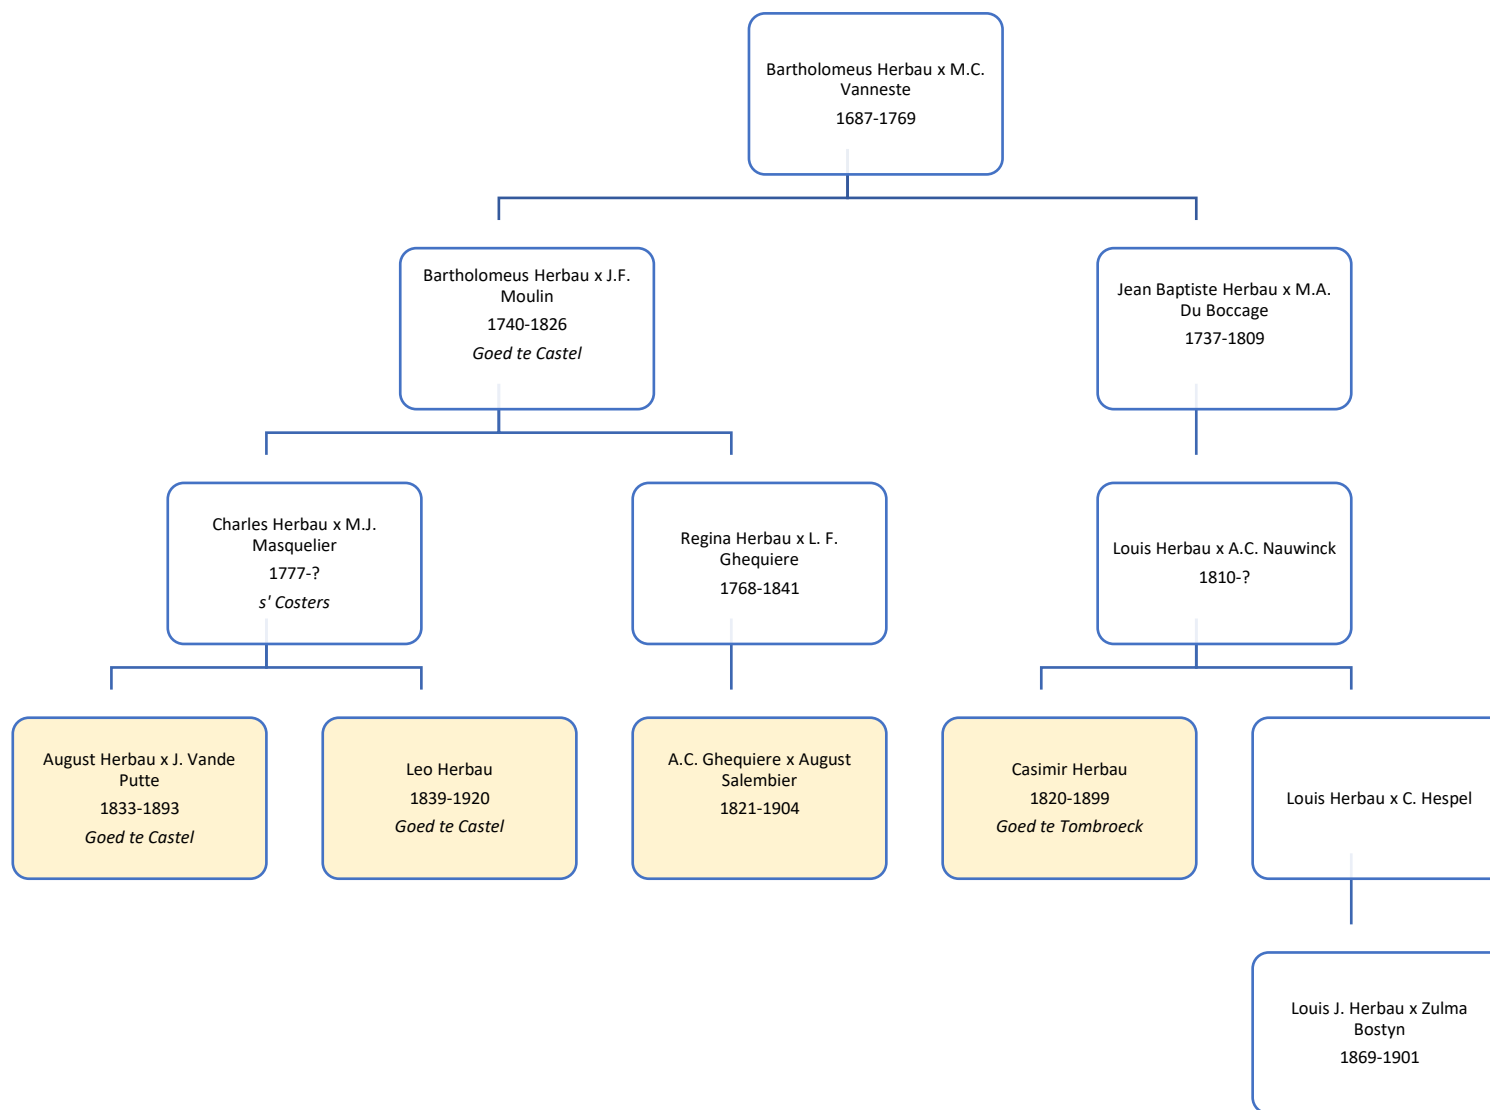 Bartholomeus Herbau x M.C.
Vanneste
1687-1769
Bartholomeus Herbau x J.F.
Moulin
1740-1826
Goed te Castel
Jean Baptiste Herbau x M.A.
Du Boccage
1737-1809
Charles Herbau x M.J.
Masquelier
1777-?
s' Costers
Regina Herbau x L. F.
Ghequiere
1768-1841
Louis Herbau x A.C. Nauwinck
1810-?
August Herbau x J. Vande
Putte
1833-1893
Goed te Castel
Leo Herbau
1839-1920
Goed te Castel
A.C. Ghequiere x August
Salembier
1821-1904
Casimir Herbau
1820-1899
Goed te Tombroeck
Louis Herbau x C. Hespel
Louis J. Herbau x Zulma
Bostyn
1869-1901